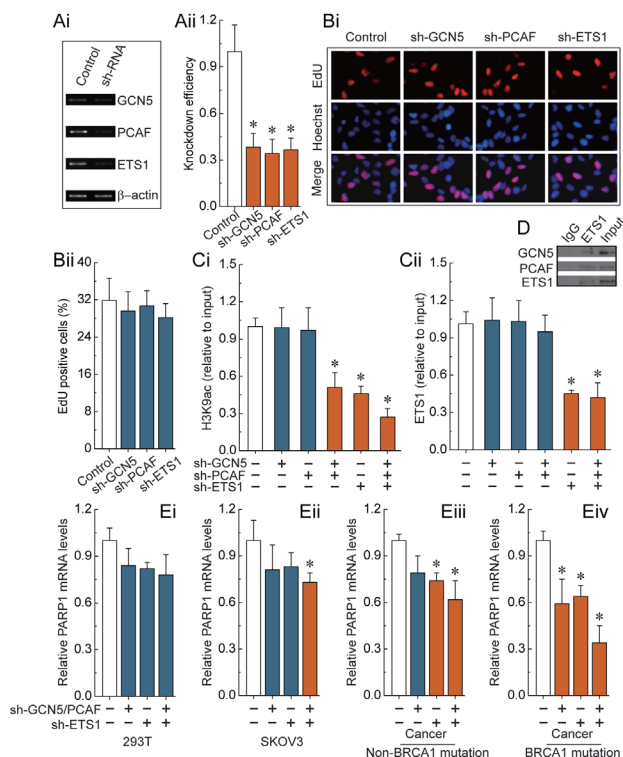 Ai
Control
sh-RNA
GCN5
PCAF
ETS1
β–actin
Aii
Knockdown efficiency
1.2
0.9
0.6
0.3
0.0
* * *
Control
sh-GCN5
sh-PCAF
sh-ETS1
Bi
Control sh-GCN5 sh-PCAF sh-ETS1
EdU
Hoechst
Merge
Bii
EdU positive cells (%)
40
32
24
16
8
0
Control
sh-GCN5
sh-PCAF
sh-ETS1
Ci
H3K9ac (relative to input)
1.5
1.2
0.9
0.6
0.3
0.0
* * *
sh-GCN5 – + – + – +
sh-PCAF – – + + – +
sh-ETS1 – – – – + +
Cii
ETS1 (relative to input)
1.5
1.2
0.9
0.6
0.3
0.0
* *
– + – + – +
– – + + – +
– – – – + +
D
IgG
ETS1
Input
GCN5
PCAF
ETS1
Ei
Relative PARP1 mRNA levels
1.2
0.9
0.6
0.3
0.0
sh-GCN5/PCAF – + – +
sh-ETS1 – – + +
293T
Eii
Relative PARP1 mRNA levels
1.2
0.9
0.6
0.3
0.0
*
– + – +
– – + +
SKOV3
Eiii
Relative PARP1 mRNA levels
1.2
0.9
0.6
0.3
0.0
* *
– + – +
– – + +
Cancer
Non-BRCA1 mutation
Eiv
Relative PARP1 mRNA levels
1.2
0.9
0.6
0.3
0.0
* * *
– + – +
– – + +
Cancer
BRCA1 mutation